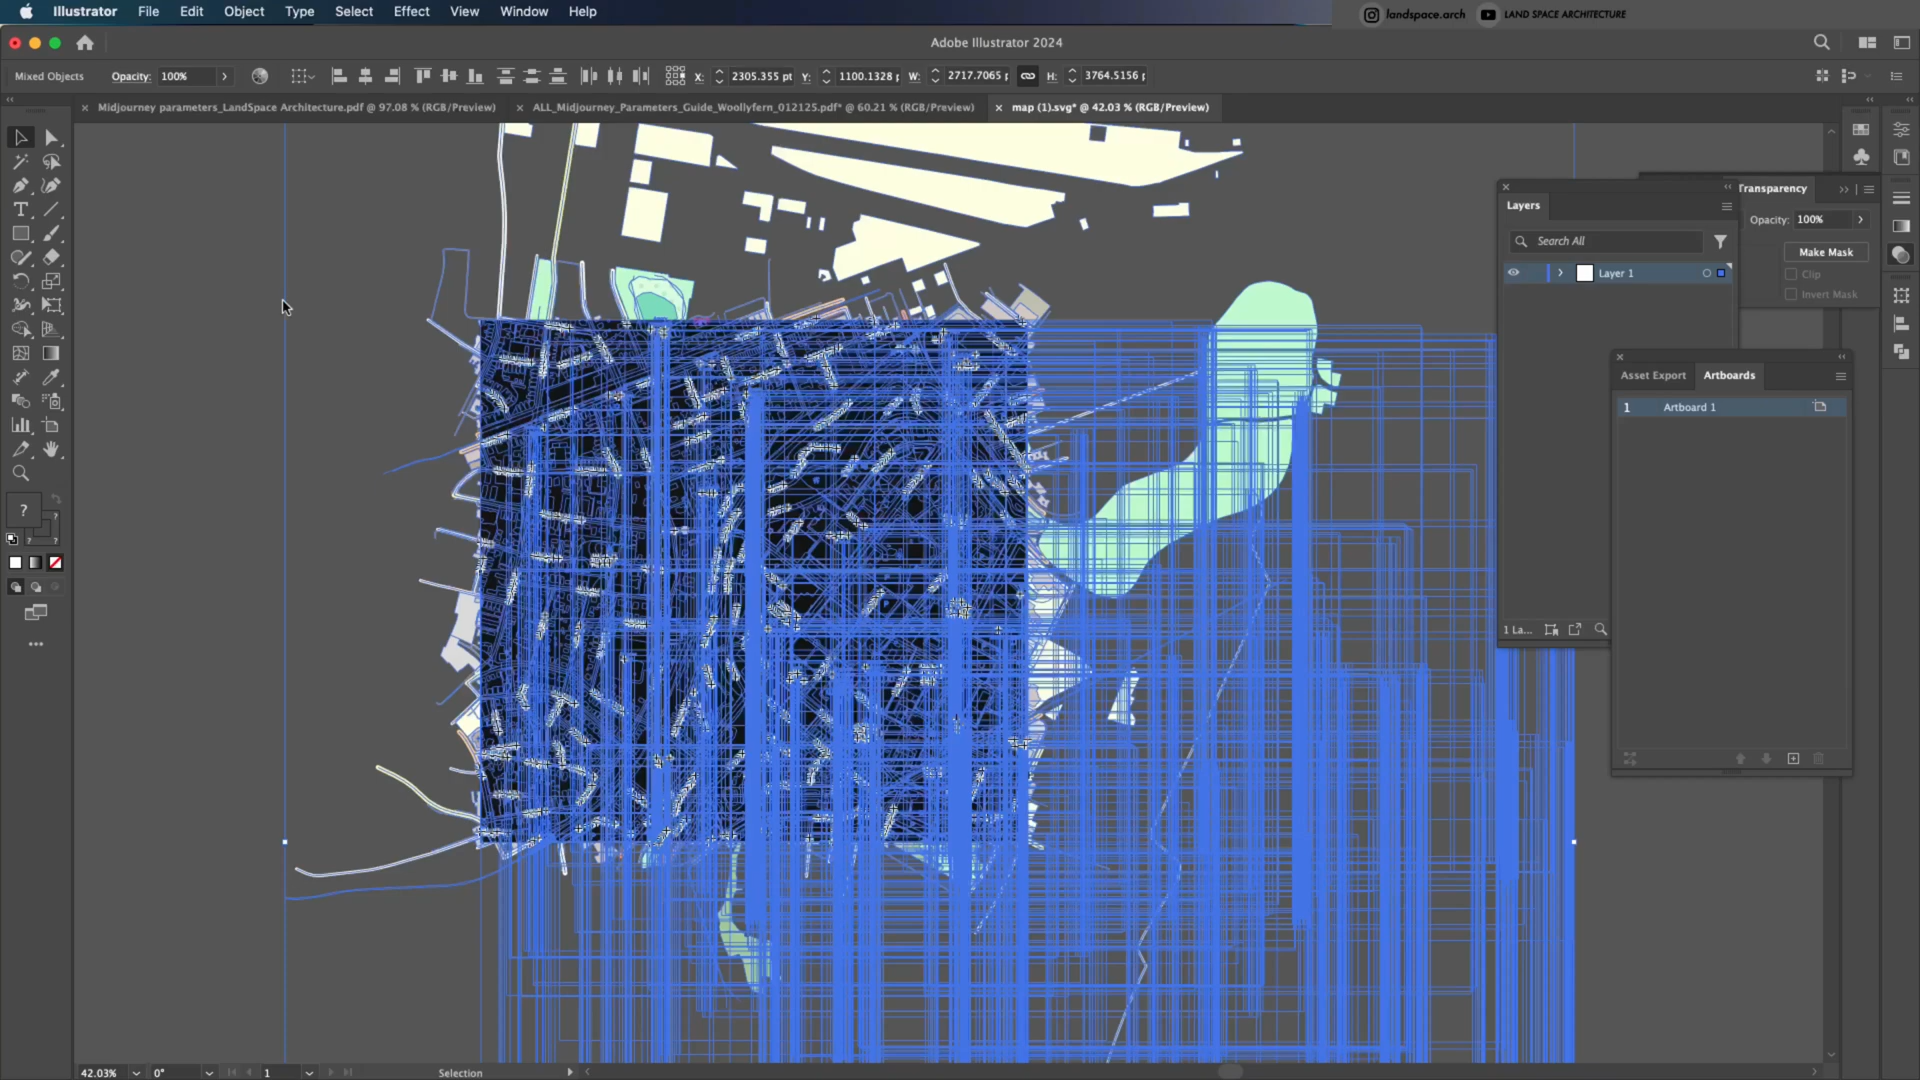 Illustrator File Edit Object Type Select Effect View Window Help
landspace.arch LAND SPACE ARCHITECTURE
Adobe Illustrator 2024
Mixed Objects Opacity: 100% X: 2305.355 pt Y: 1100.1328 W: 2717.7065 H: 3764.5156
Midjourney parameters_LandSpace Architecture.pdf @ 97.08 % (RGB/Preview) ALL_Midjourney_Parameters_Guide_Woollyfern_012125.pdf* @ 60.21 % (RGB/Preview) map (1).svg* @ 42.03 % (RGB/Preview)
Transparency
Layers
Opacity: 100%
Search All
Make Mask
Layer 1
Clip
Invert Mask
Asset Export Artboards
1 Artboard 1
1 La...
42.03% 0° 1 Selection